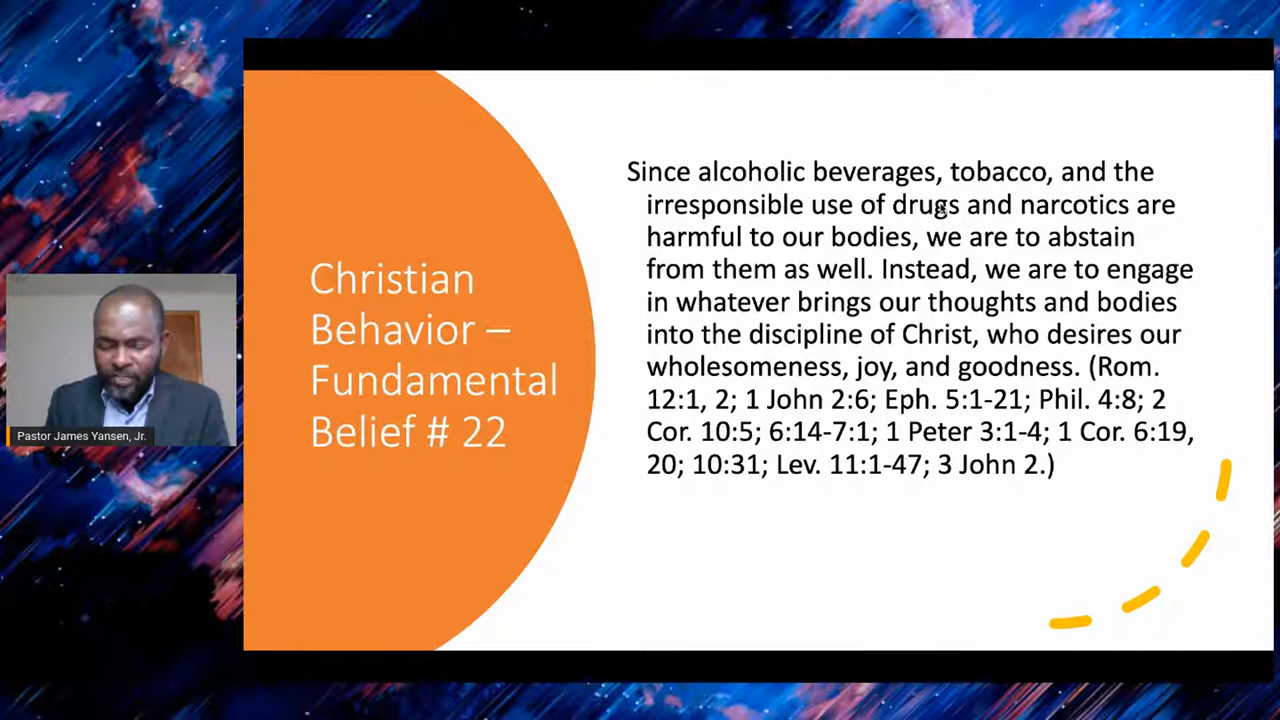 Christian
Behavior –
Fundamental
Belief # 22
Since alcoholic beverages, tobacco, and the
irresponsible use of drugs and narcotics are
harmful to our bodies, we are to abstain
from them as well. Instead, we are to engage
in whatever brings our thoughts and bodies
into the discipline of Christ, who desires our
wholesomeness, joy, and goodness. (Rom.
12:1, 2; 1 John 2:6; Eph. 5:1-21; Phil. 4:8; 2
Cor. 10:5; 6:14-7:1; 1 Peter 3:1-4; 1 Cor. 6:19,
20; 10:31; Lev. 11:1-47; 3 John 2.)
Pastor James Yansen, Jr.